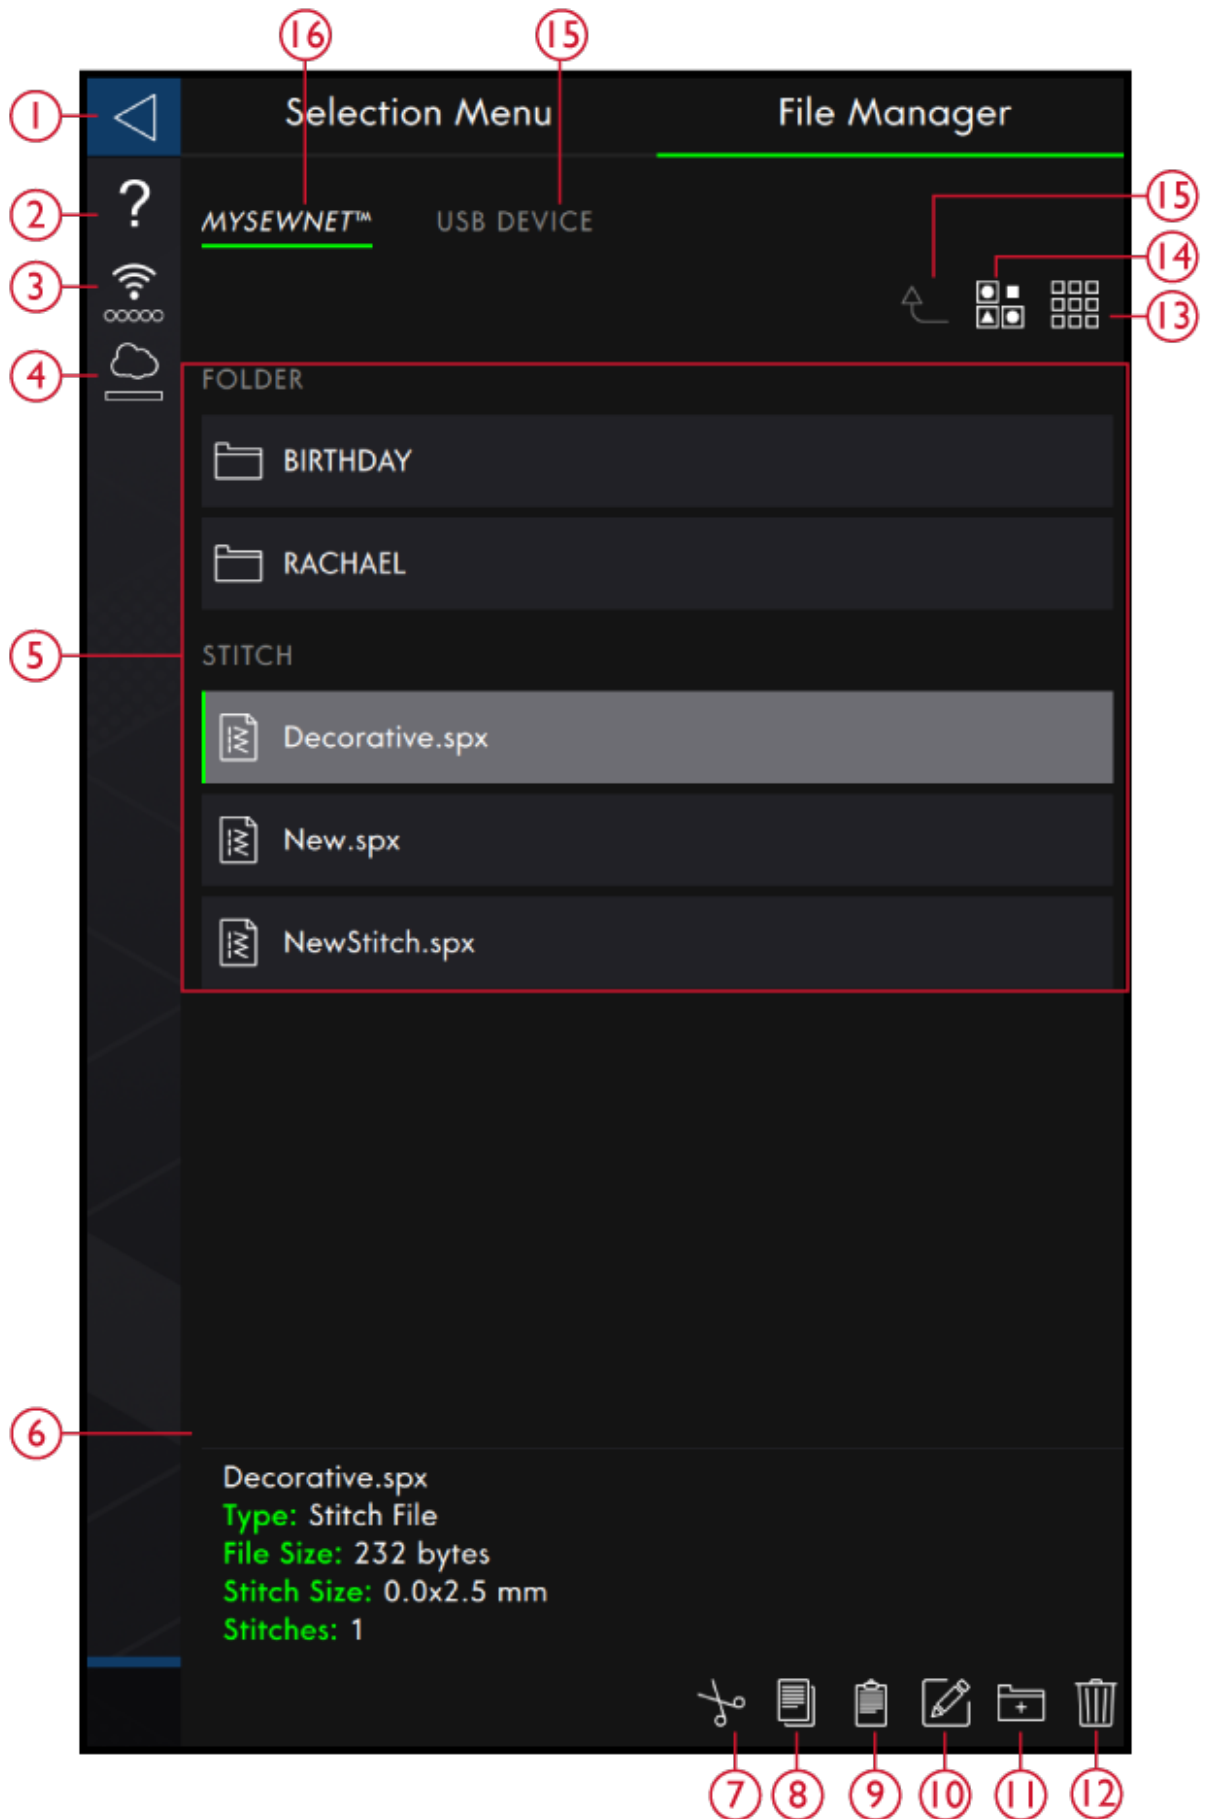 16 15
1 Selection Menu File Manager
2 ? MYSEWNET™ USB DEVICE 15
14
3 13
4 FOLDER
BIRTHDAY
RACHAEL
5 STITCH
Decorative.spx
New.spx
NewStitch.spx
6
Decorative.spx
Type: Stitch File
File Size: 232 bytes
Stitch Size: 0.0x2.5 mm
Stitches: 1
7 8 9 10 11 12